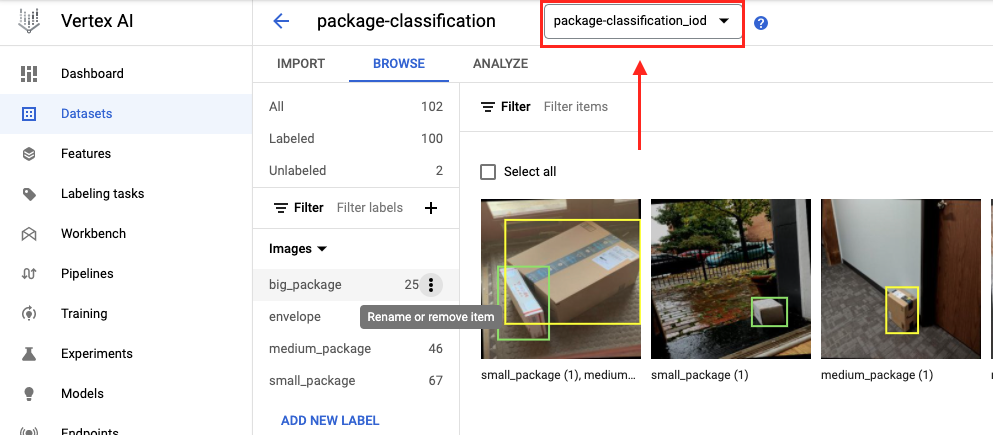 Vertex AI
package-classification
package-classification_iod
?
IMPORT
BROWSE
ANALYZE
Dashboard
Datasets
Features
Labeling tasks
Workbench
Pipelines
Training
Experiments
Models
Endpoints
All 102
Labeled 100
Unlabeled 2
Filter Filter labels +
Images
big_package 25
envelope
Rename or remove item
medium_package 46
small_package 67
ADD NEW LABEL
Filter Filter items
Select all
small_package (1), medium...
small_package (1)
medium_package (1)